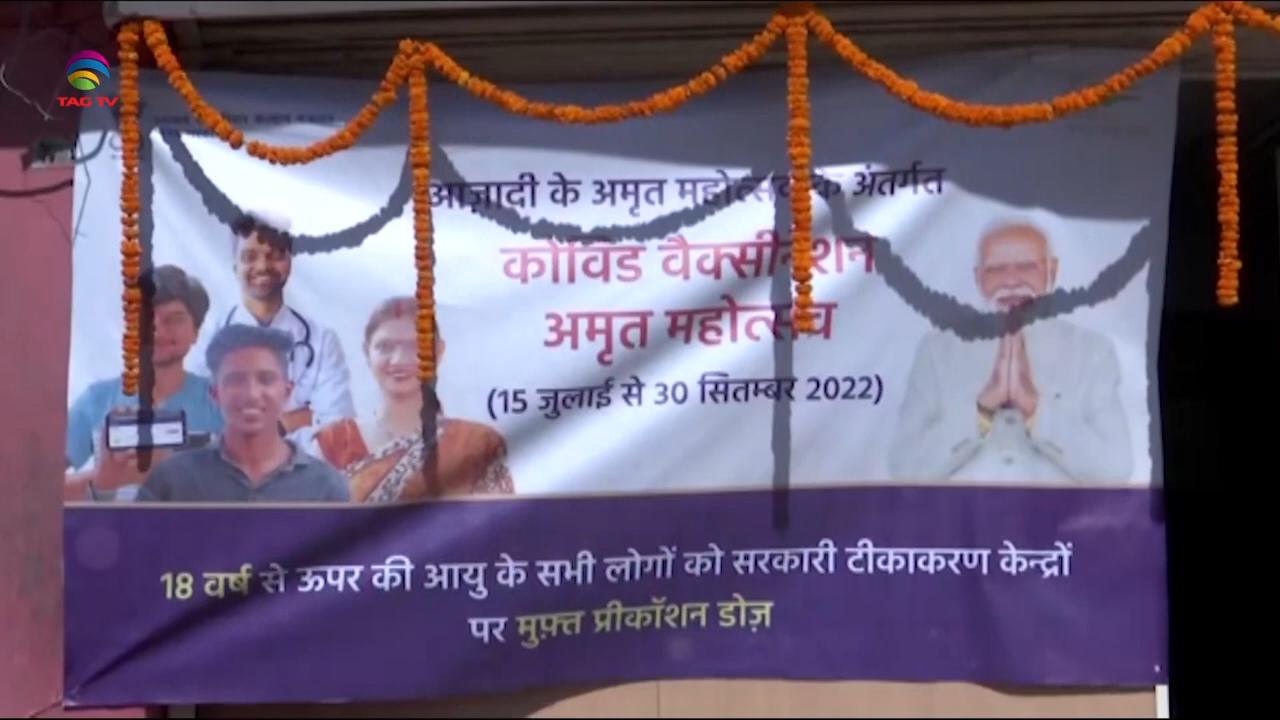 TAG TV
आज़ादी के अमृत महोत्सव के अंतर्गत
कोविड वैक्सीनेशन
अमृत महोत्सव
(15 जुलाई से 30 सितम्बर 2022)
18 वर्ष से ऊपर की आयु के सभी लोगों को सरकारी टीकाकरण केन्द्रों
पर मुफ़्त प्रीकॉशन डोज़